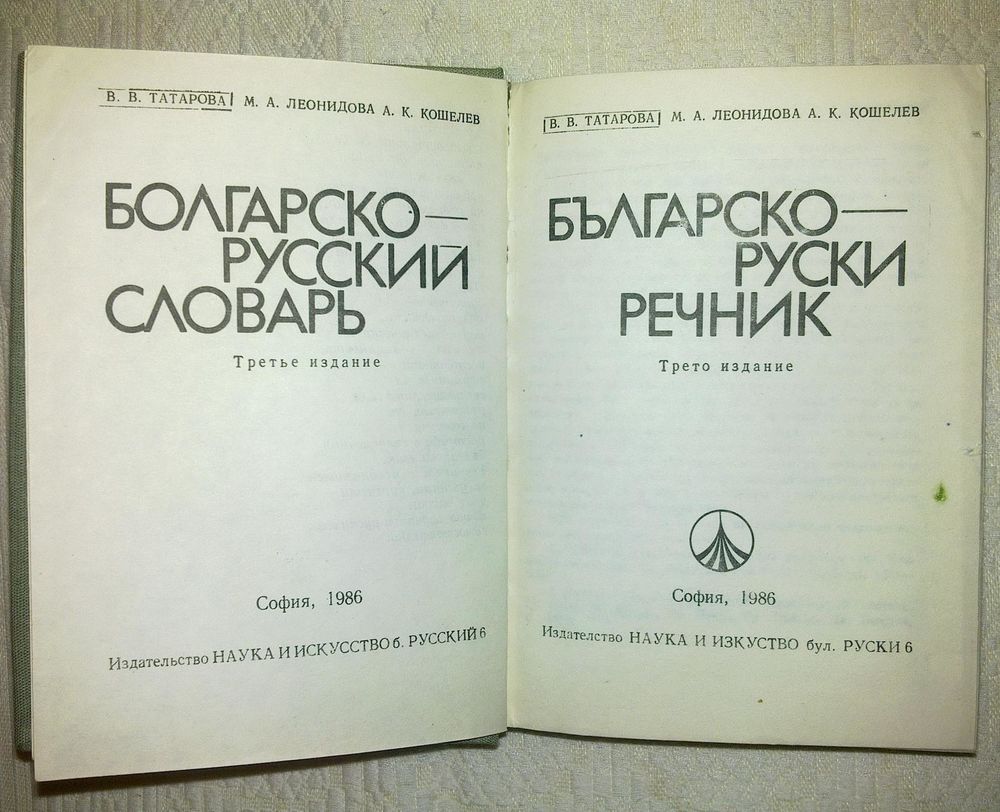 В. В. ТАТАРОВА М. А. ЛЕОНИДОВА А. К. КОШЕЛЕВ
БОЛГАРСКО—
РУССКИЙ
СЛОВАРЬ
Третье издание
София, 1986
Издательство НАУКА И ИСКУССТВО б. РУССКИЙ 6
В. В. ТАТАРОВА М. А. ЛЕОНИДОВА А. К. КОШЕЛЕВ
БЪЛГАРСКО—
РУСКИ
РЕЧНИК
Трето издание
София, 1986
Издателство НАУКА И ИЗКУСТВО бул. РУСКИ 6